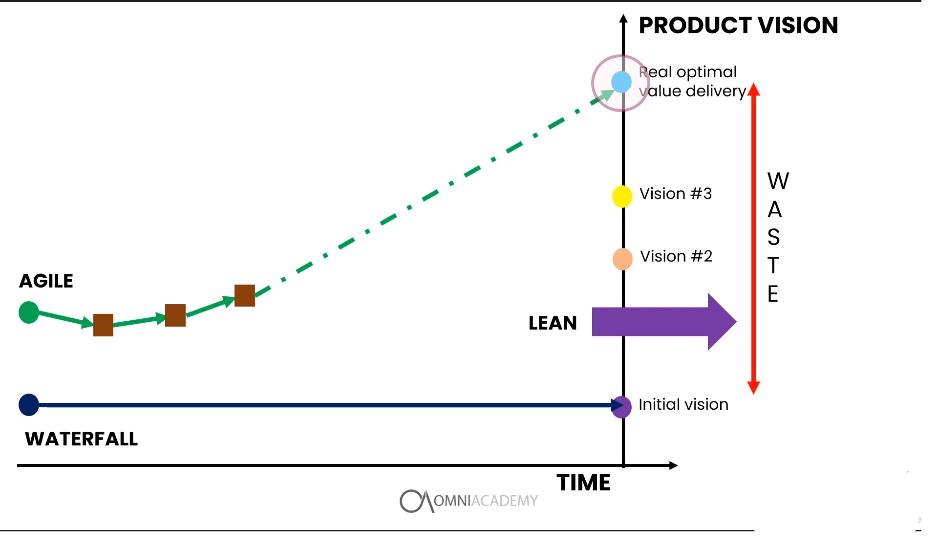 PRODUCT VISION
Real optimal
value delivery
W
A
S
T
E
Vision #3
Vision #2
AGILE
LEAN
Initial vision
WATERFALL
TIME
OMNIACADEMY